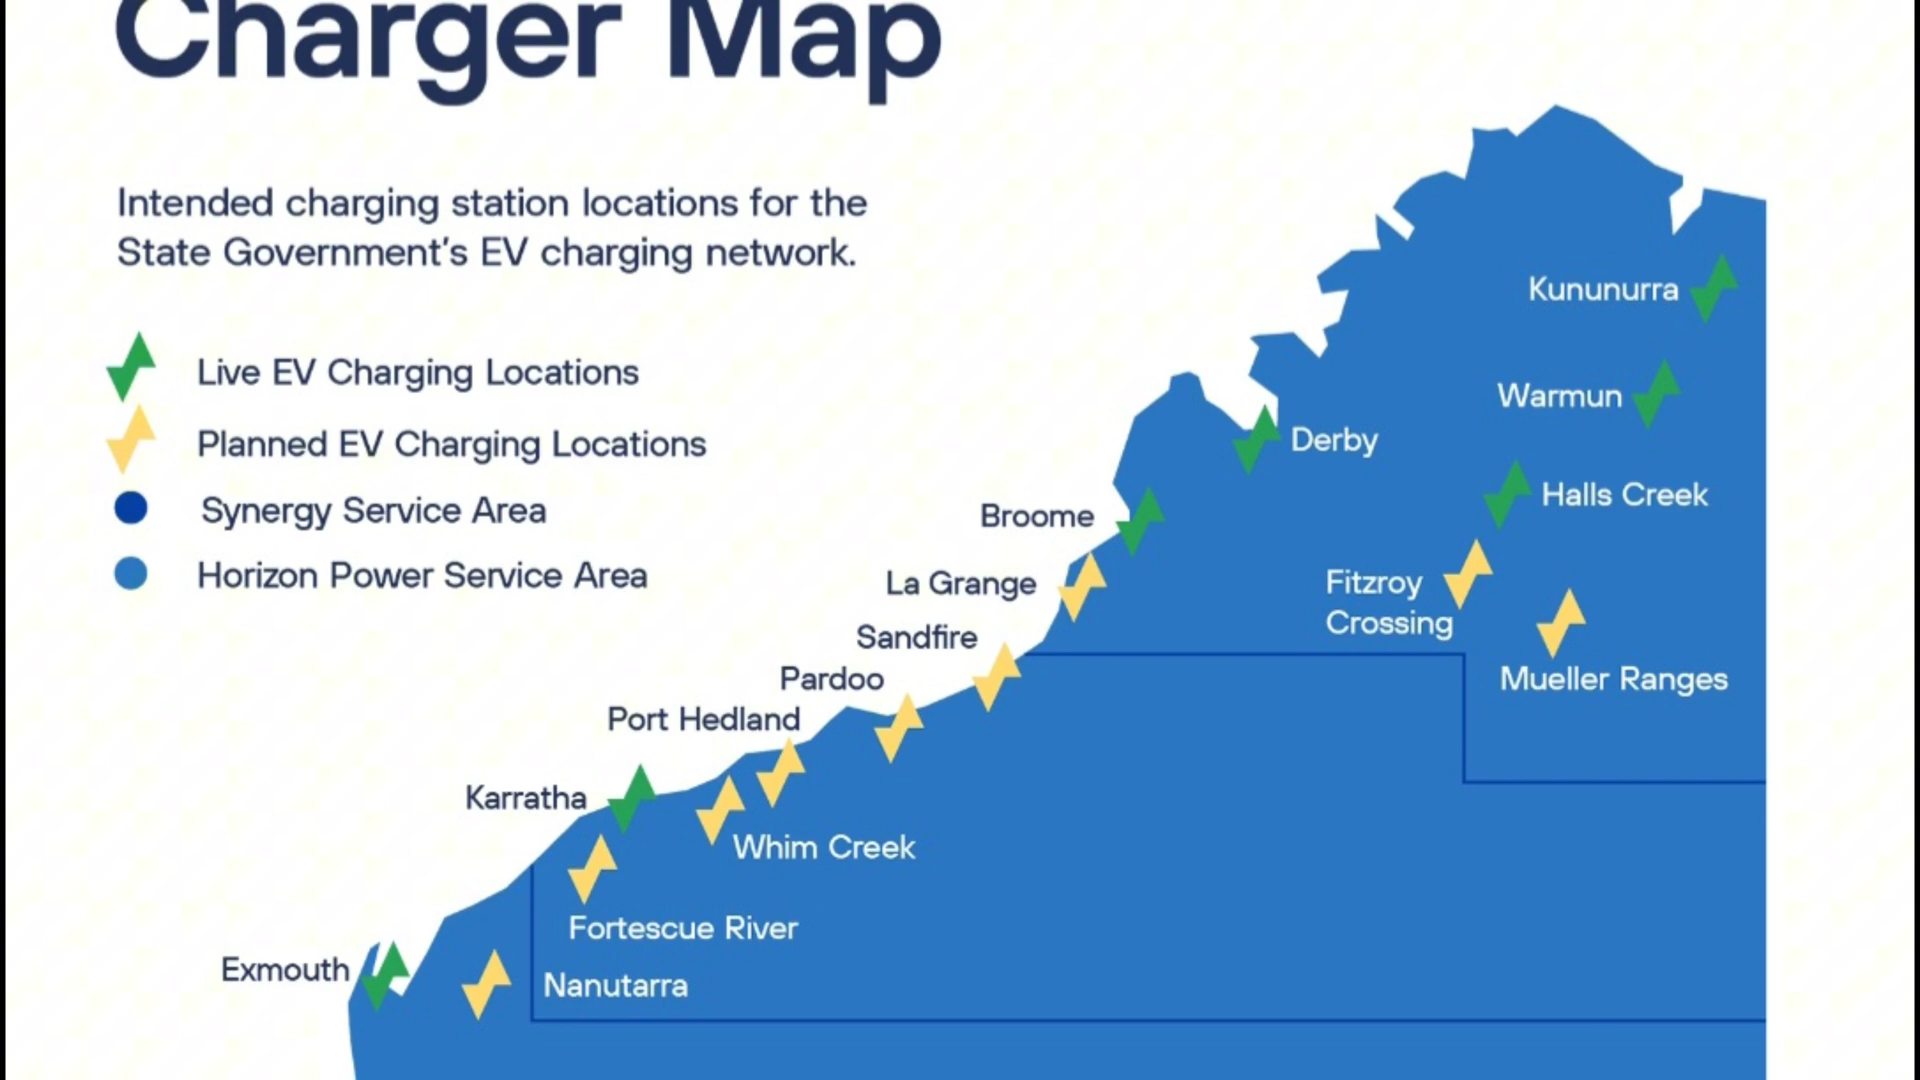 Charger Map
Intended charging station locations for the
State Government's EV charging network.
Live EV Charging Locations
Planned EV Charging Locations
Synergy Service Area
Horizon Power Service Area
Kununurra
Warmun
Derby
Halls Creek
Broome
Fitzroy
Crossing
La Grange
Sandfire
Mueller Ranges
Pardoo
Port Hedland
Karratha
Whim Creek
Fortescue River
Exmouth
Nanutarra